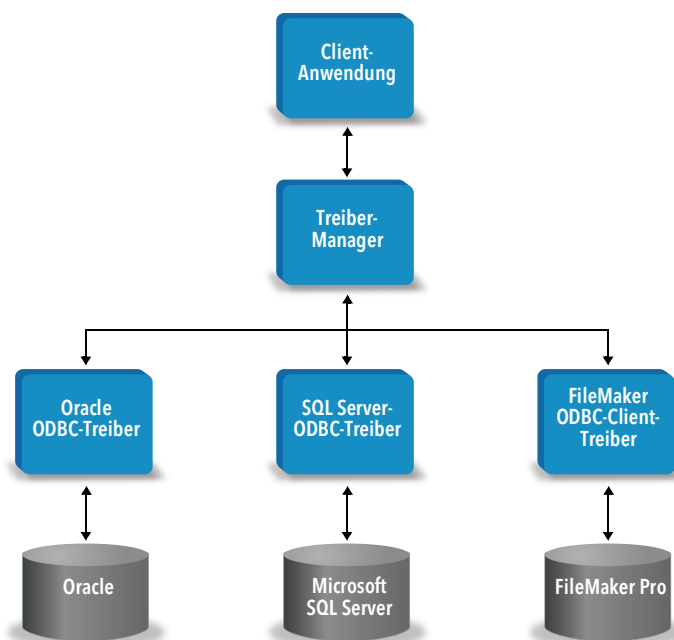 Client-
Anwendung
Treiber-
Manager
Oracle
ODBC-Treiber
SQL Server-
ODBC-Treiber
FileMaker
ODBC-Client-
Treiber
Oracle
Microsoft
SQL Server
FileMaker Pro